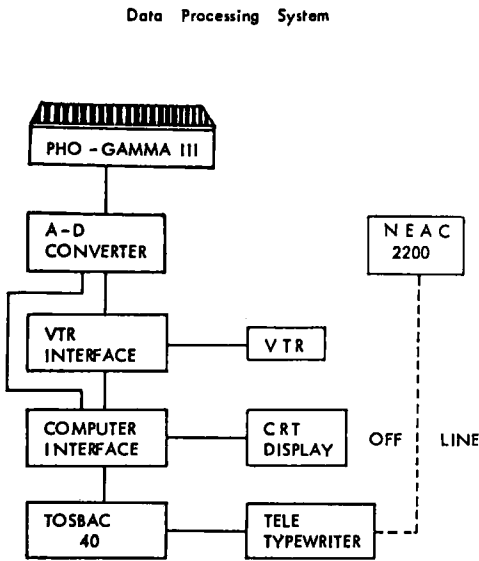 Data Processing System
PHO - GAMMA III
A-D
CONVERTER
NEAC
2200
VTR
INTERFACE
VTR
COMPUTER
INTERFACE
CRT
DISPLAY
OFF LINE
TOSBAC
40
TELE
TYPEWRITER